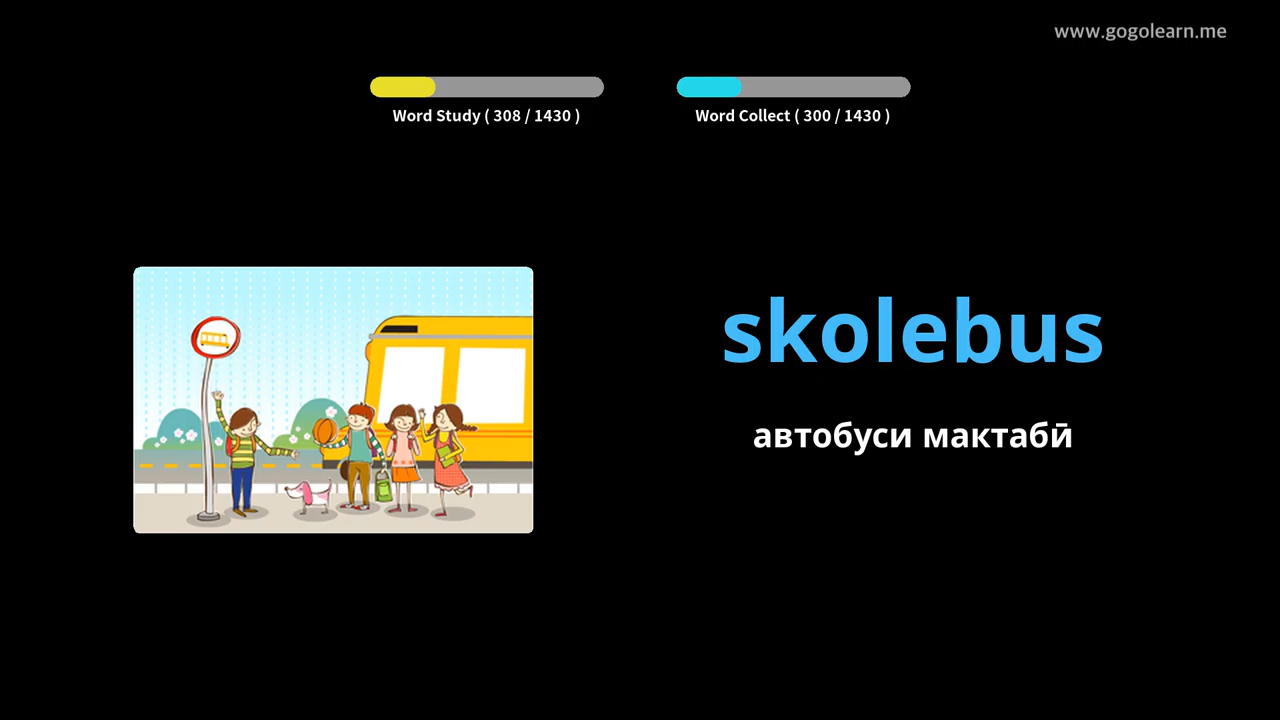 www.gogolearn.me
Word Study ( 308 / 1430 )
Word Collect ( 300 / 1430 )
skolebus
автобуси мактабӣ